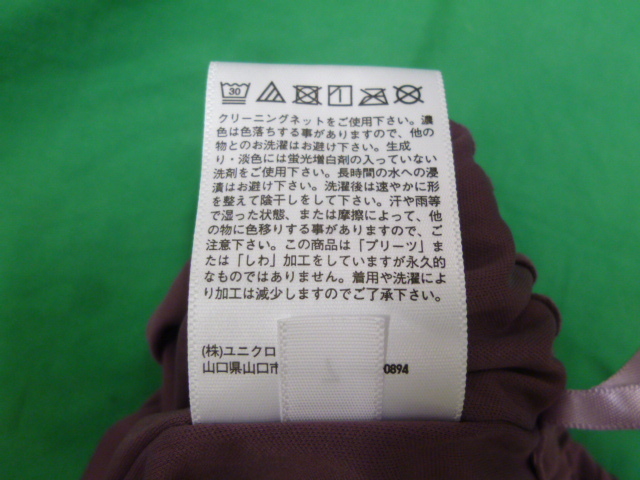 30
クリーニングネットをご使用下さい。濃
色は色落ちする事がありますので、他の
物とのお洗濯はお避け下さい。生成
り・淡色には蛍光増白剤の入っていない
洗剤をご使用下さい。長時間の水への浸
漬はお避け下さい。洗濯後は速やかに形
を整えて陰干しをして下さい。汗や雨等
で湿った状態、または摩擦によって、他
の物に色移りする事がありますので、ご
注意下さい。この商品は「プリーツ」ま
たは「しわ」加工をしていますが永久的
なものではありません。着用や洗濯によ
り加工は減少しますのでご了承下さい。
(株)ユニクロ
山口県山口市 0894